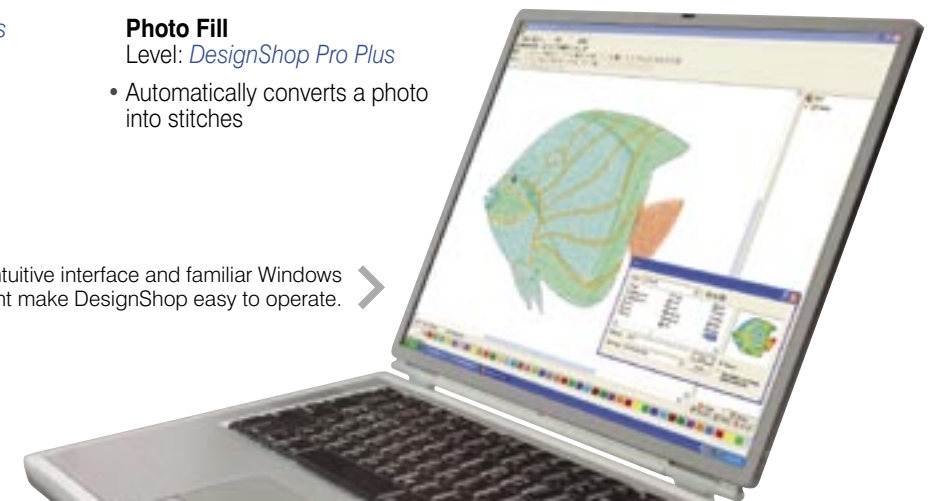 s
Photo Fill
Level: DesignShop Pro Plus
• Automatically converts a photo
into stitches
ntuitive interface and familiar Windows
nt make DesignShop easy to operate.